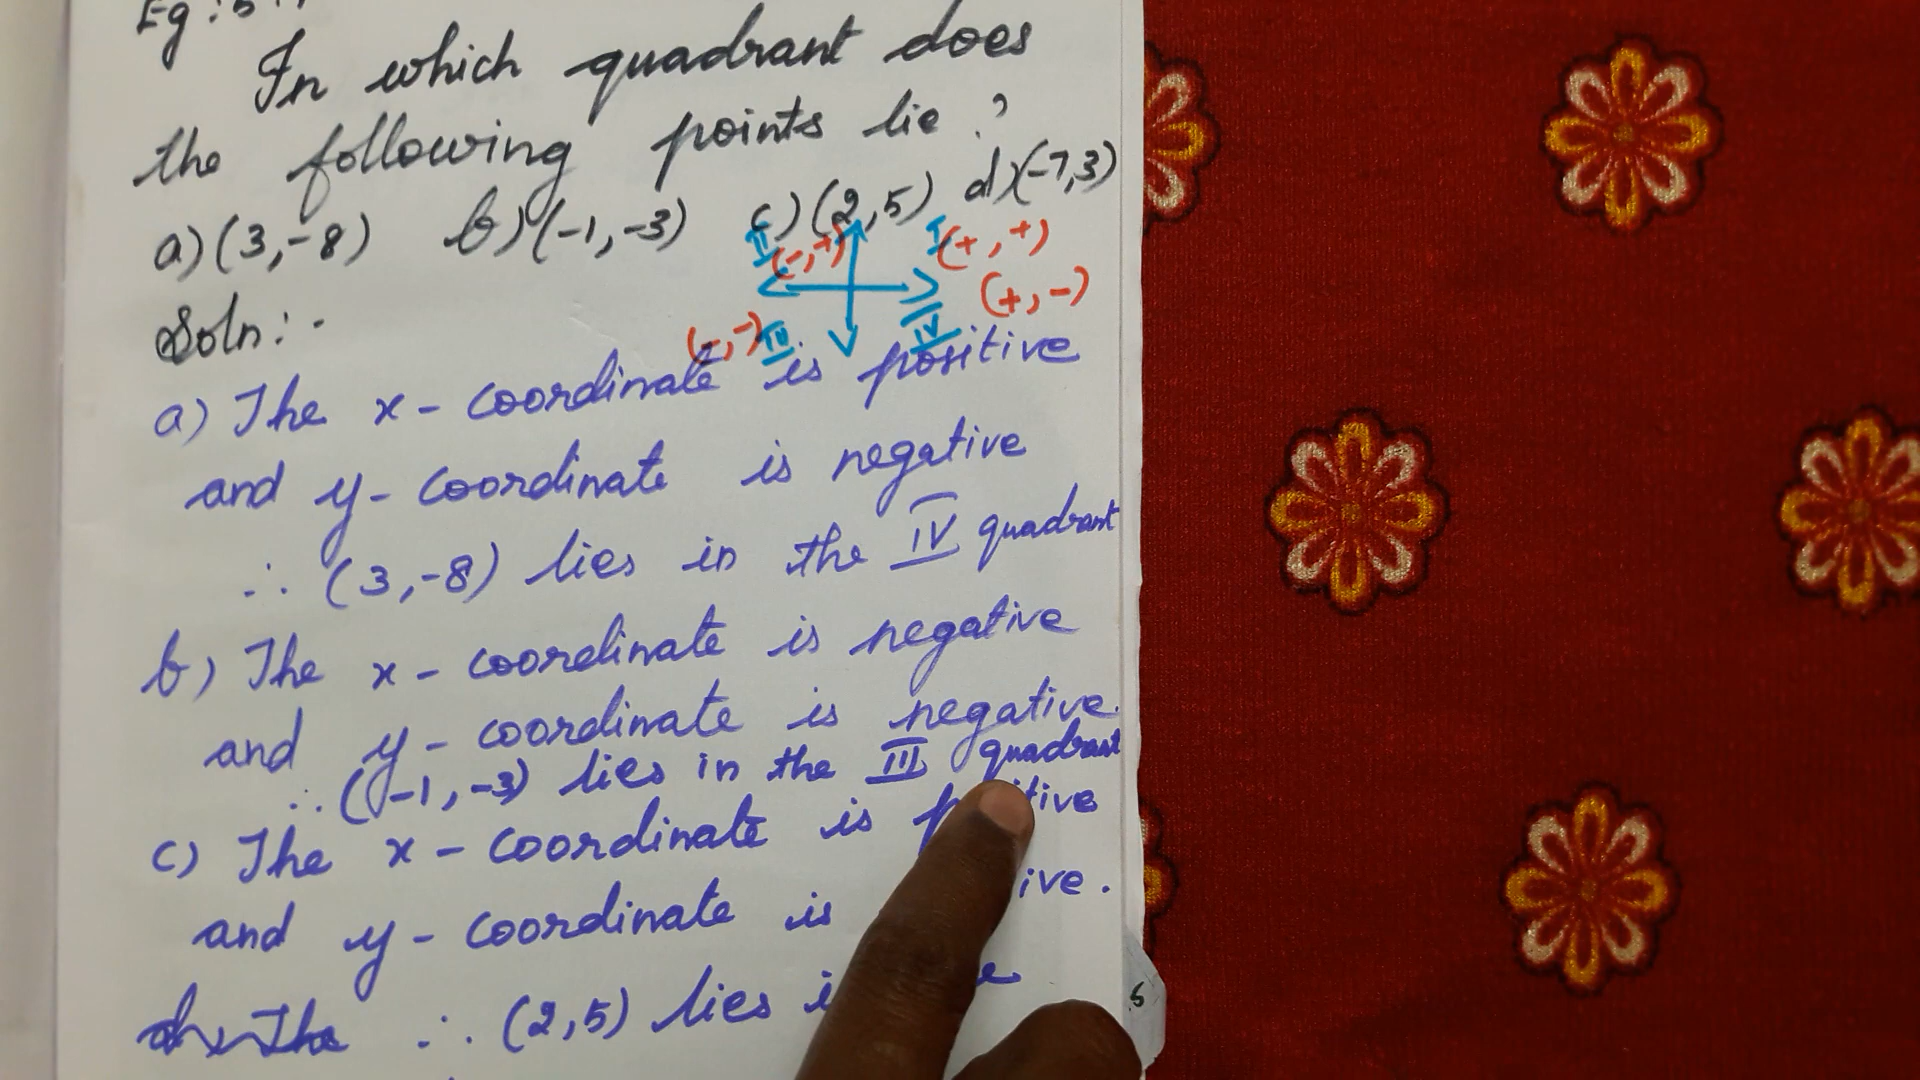 Eg: 5.
In which quadrant does
the following points lie ?
a) (3,-8) b) (-1,-3) c) (2,5) d) (-7,3)
II (-,+) I (+,+)
(+,-)
(-,-) III IV
Soln:-
a) The x - coordinate is positive
and y - coordinate is negative
∴ (3,-8) lies in the IV quadrant
b) The x - coordinate is negative
and y - coordinate is negative.
∴ (-1,-3) lies in the III quadrant
c) The x - coordinate is
and y - coordinate is
∴ (2,5) lies
5